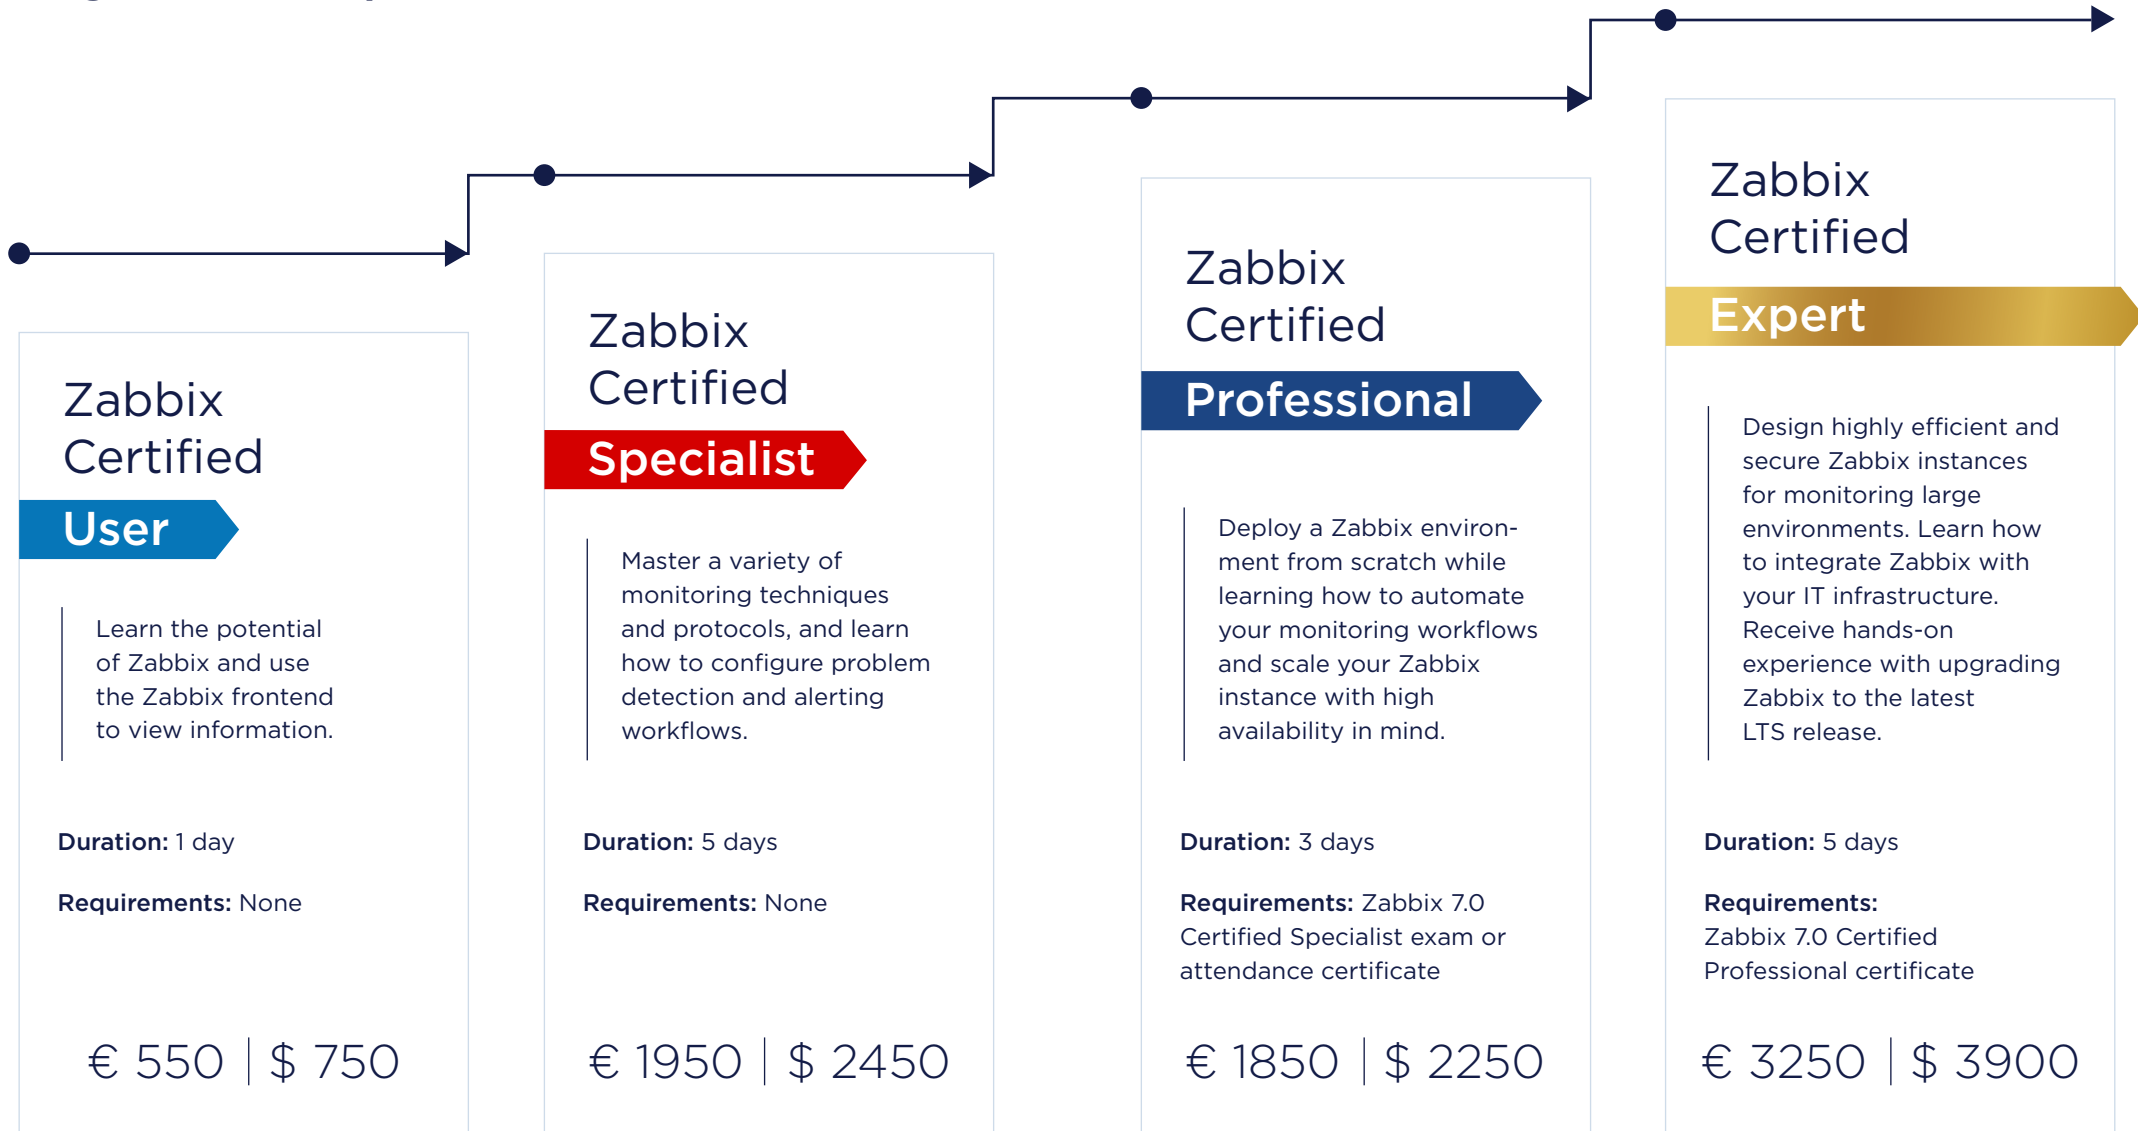 Zabbix
Certified
User
Learn the potential
of Zabbix and use
the Zabbix frontend
to view information.
Duration: 1 day
Requirements: None
€ 550 | $ 750
Zabbix
Certified
Specialist
Master a variety of
monitoring techniques
and protocols, and learn
how to configure problem
detection and alerting
workflows.
Duration: 5 days
Requirements: None
€ 1950 | $ 2450
Zabbix
Certified
Professional
Deploy a Zabbix environ-
ment from scratch while
learning how to automate
your monitoring workflows
and scale your Zabbix
instance with high
availability in mind.
Duration: 3 days
Requirements: Zabbix 7.0
Certified Specialist exam or
attendance certificate
€ 1850 | $ 2250
Zabbix
Certified
Expert
Design highly efficient and
secure Zabbix instances
for monitoring large
environments. Learn how
to integrate Zabbix with
your IT infrastructure.
Receive hands-on
experience with upgrading
Zabbix to the latest
LTS release.
Duration: 5 days
Requirements:
Zabbix 7.0 Certified
Professional certificate
€ 3250 | $ 3900